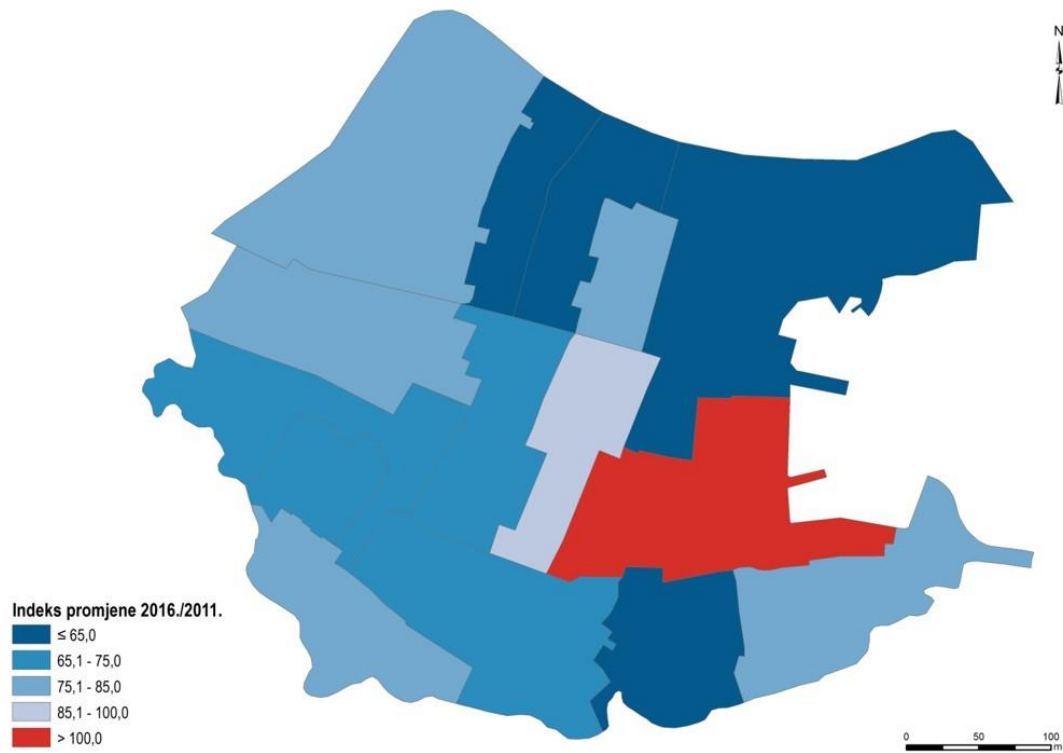 N
Indeks promjene 2016./2011.
≤ 65,0
65,1 - 75,0
75,1 - 85,0
85,1 - 100,0
> 100,0
0 50 100
m